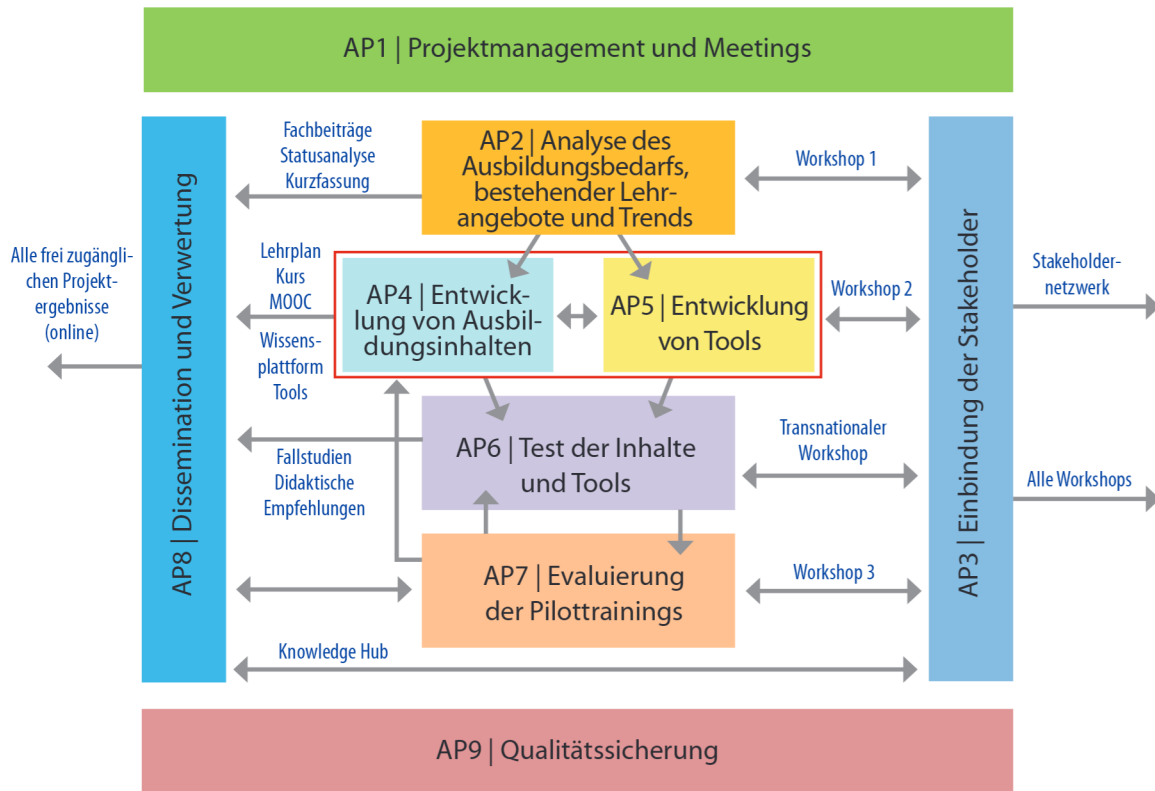 AP1 | Projektmanagement und Meetings
Fachbeiträge
Statusanalyse
Kurzfassung
AP2 | Analyse des
Ausbildungsbedarfs,
bestehender Lehr-
angebote und Trends
Workshop 1
AP8 | Dissemination und Verwertung
AP3 | Einbindung der Stakeholder
Alle frei zugängli-
chen Projekt-
ergebnisse
(online)
Lehrplan
Kurs
MOOC
Wissens-
plattform
Tools
AP4 | Entwick-
lung von Ausbil-
dungsinhalten
AP5 | Entwicklung
von Tools
Workshop 2
Stakeholder-
netzwerk
Fallstudien
Didaktische
Empfehlungen
AP6 | Test der Inhalte
und Tools
Transnationaler
Workshop
Alle Workshops
AP7 | Evaluierung
der Pilottrainings
Workshop 3
Knowledge Hub
AP9 | Qualitätssicherung